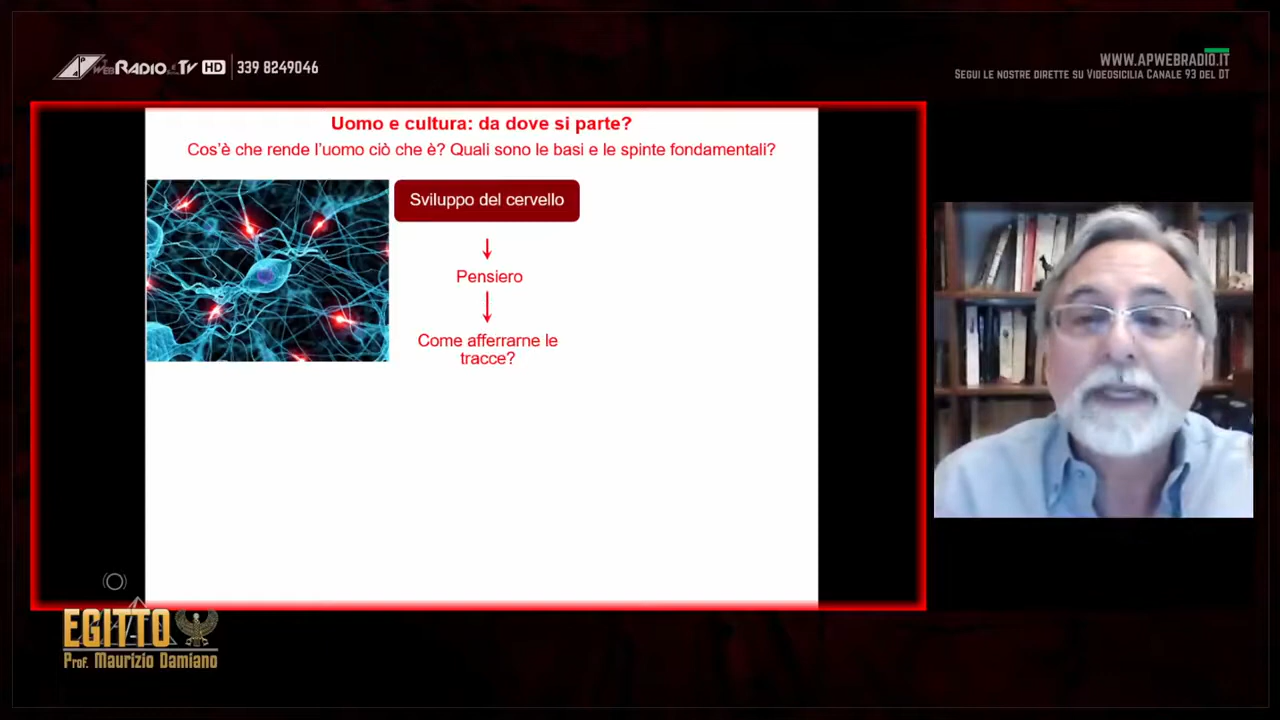 WEB RADIO E TV HD 339 8249046
WWW.APWEBRADIO.IT
SEGUI LE NOSTRE DIRETTE SU VIDEOSICILIA CANALE 93 DEL DT
Uomo e cultura: da dove si parte?
Cos'è che rende l'uomo ciò che è? Quali sono le basi e le spinte fondamentali?
Sviluppo del cervello
Pensiero
Come afferrarne le
tracce?
EGITTO
Prof. Maurizio Damiano